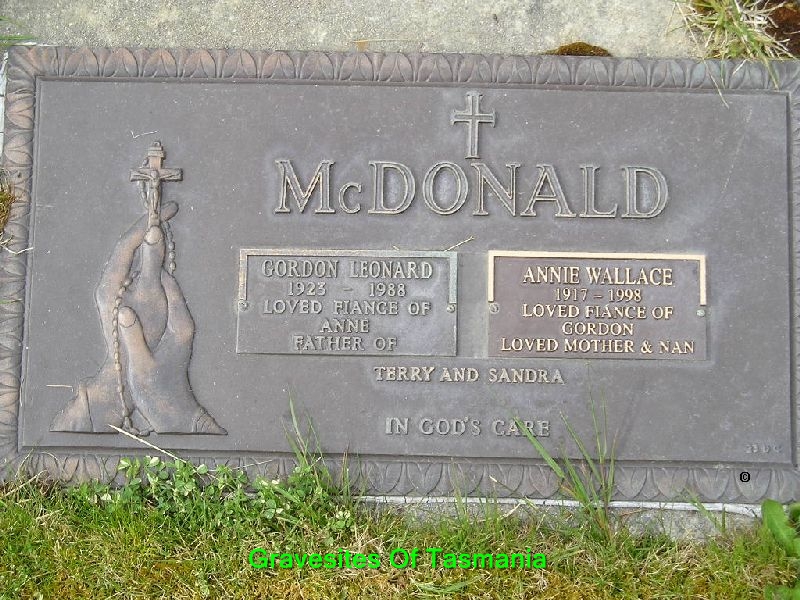 McDONALD
GORDON LEONARD
1923 - 1988
LOVED FIANCE OF
ANNE
FATHER OF
ANNIE WALLACE
1917 - 1998
LOVED FIANCE OF
GORDON
LOVED MOTHER & NAN
TERRY AND SANDRA
IN GOD'S CARE
©
Gravesites Of Tasmania